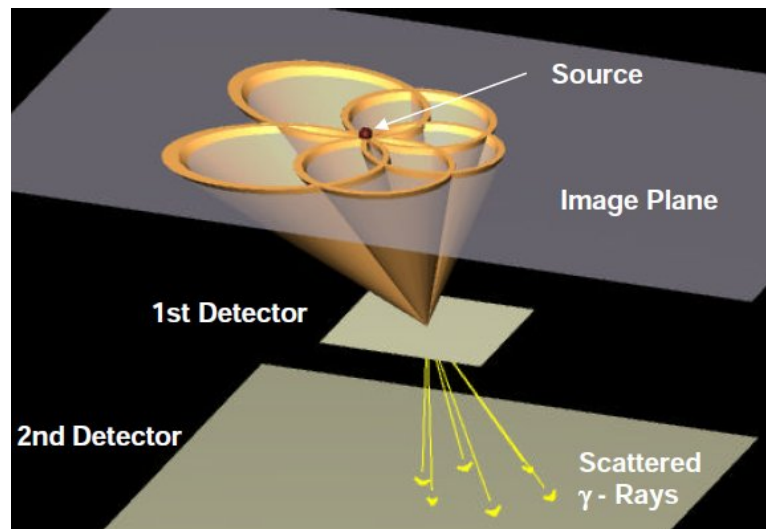 Source
Image Plane
1st Detector
2nd Detector
Scattered
γ - Rays